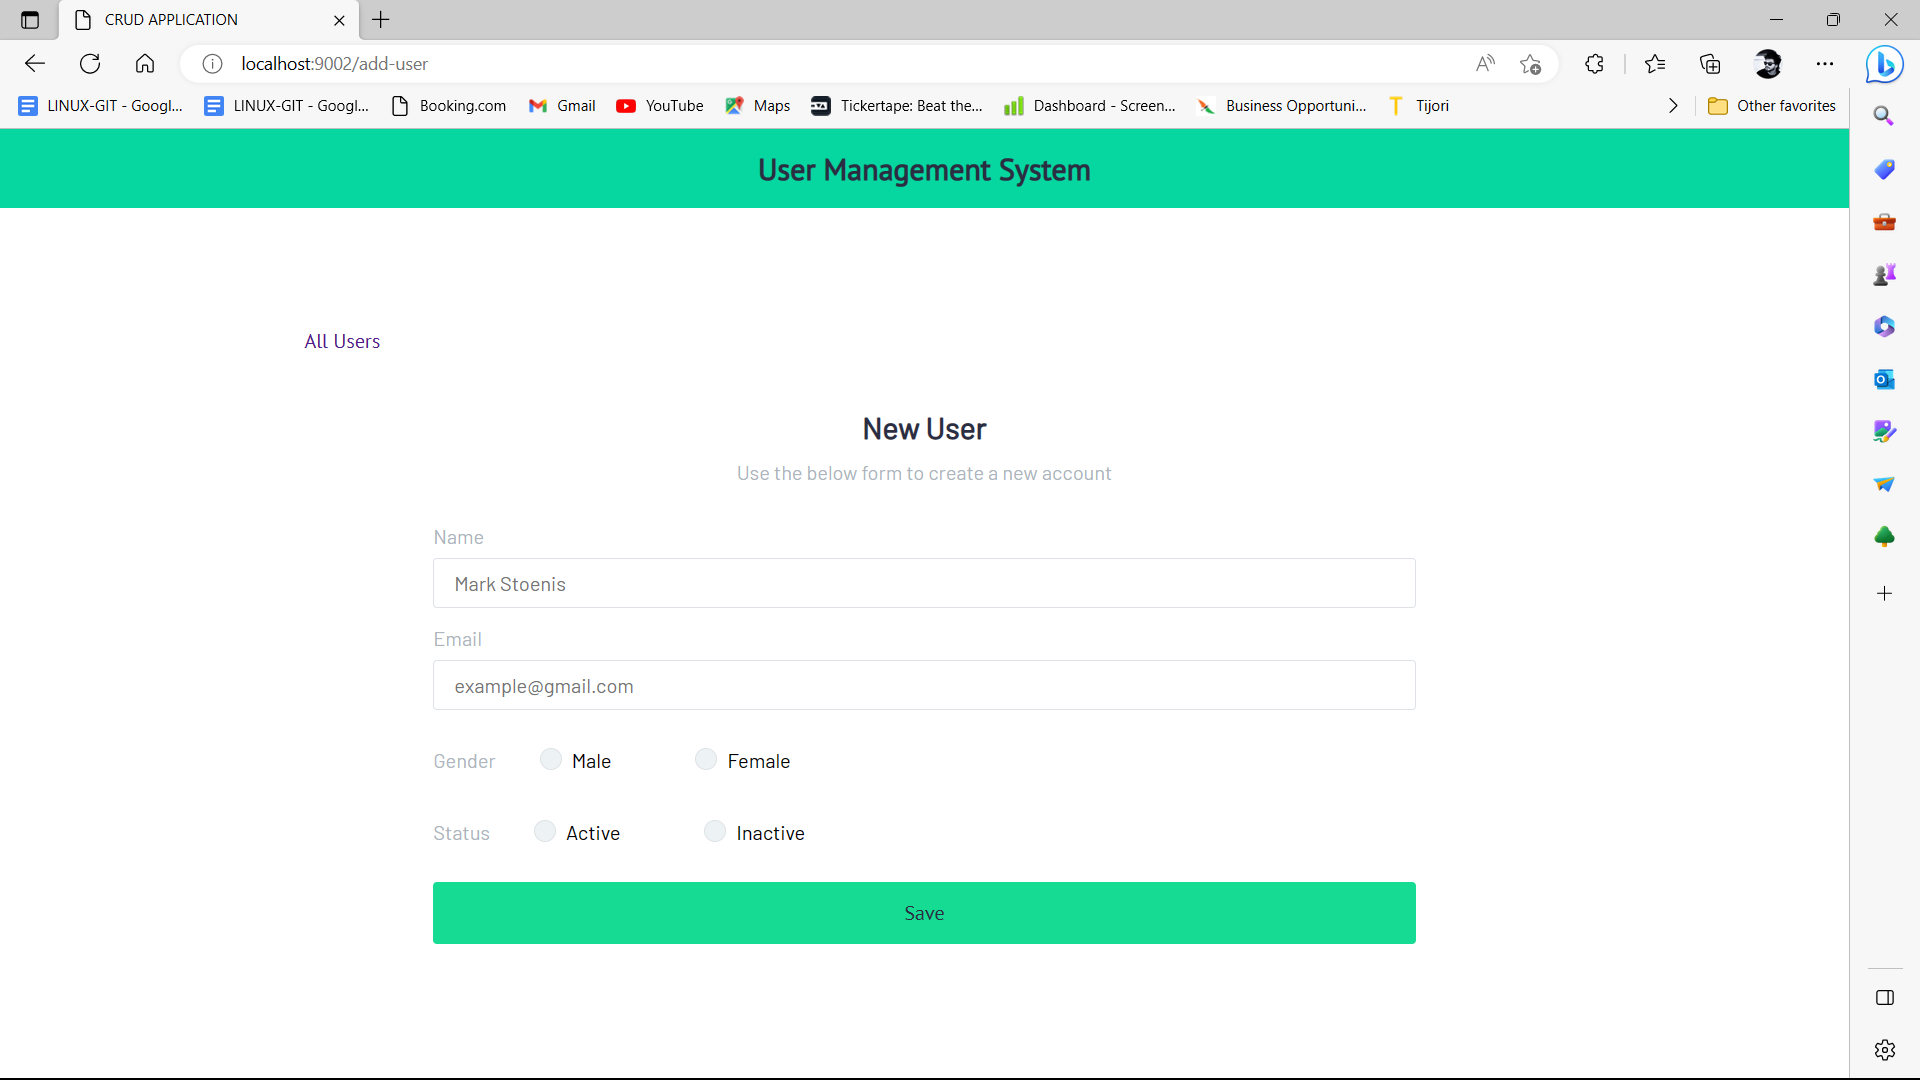 CRUD APPLICATION
localhost:9002/add-user
LINUX-GIT - Googl...
LINUX-GIT - Googl...
Booking.com
Gmail
YouTube
Maps
Tickertape: Beat the...
Dashboard - Screen...
Business Opportuni...
Tijori
Other favorites
User Management System
All Users
New User
Use the below form to create a new account
Name
Mark Stoenis
Email
example@gmail.com
Gender Male Female
Status Active Inactive
Save